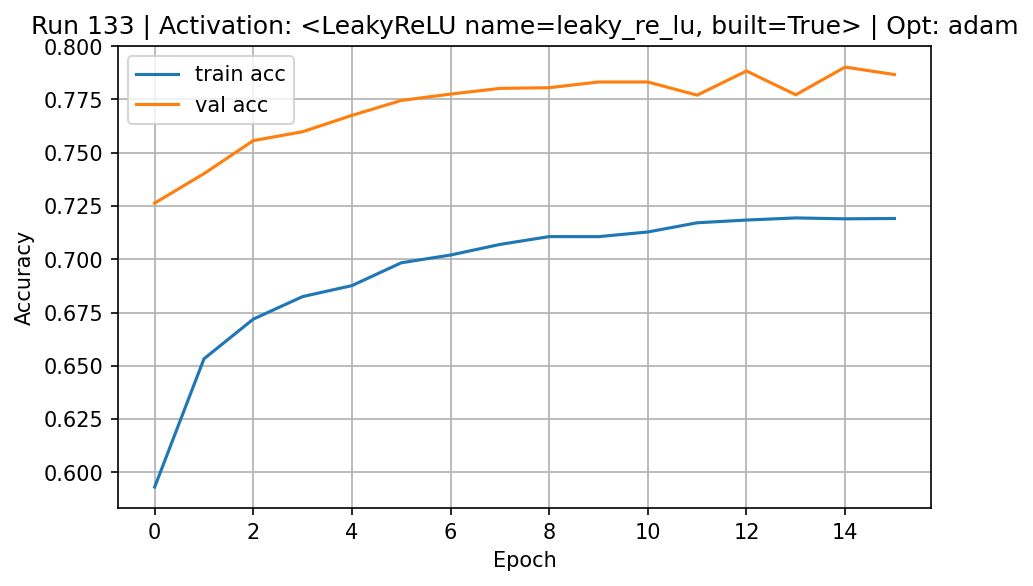 Run 133 | Activation: <LeakyReLU name=leaky_re_lu, built=True> | Opt: adam
train acc
val acc
Accuracy
0.800
0.775
0.750
0.725
0.700
0.675
0.650
0.625
0.600
0 2 4 6 8 10 12 14
Epoch